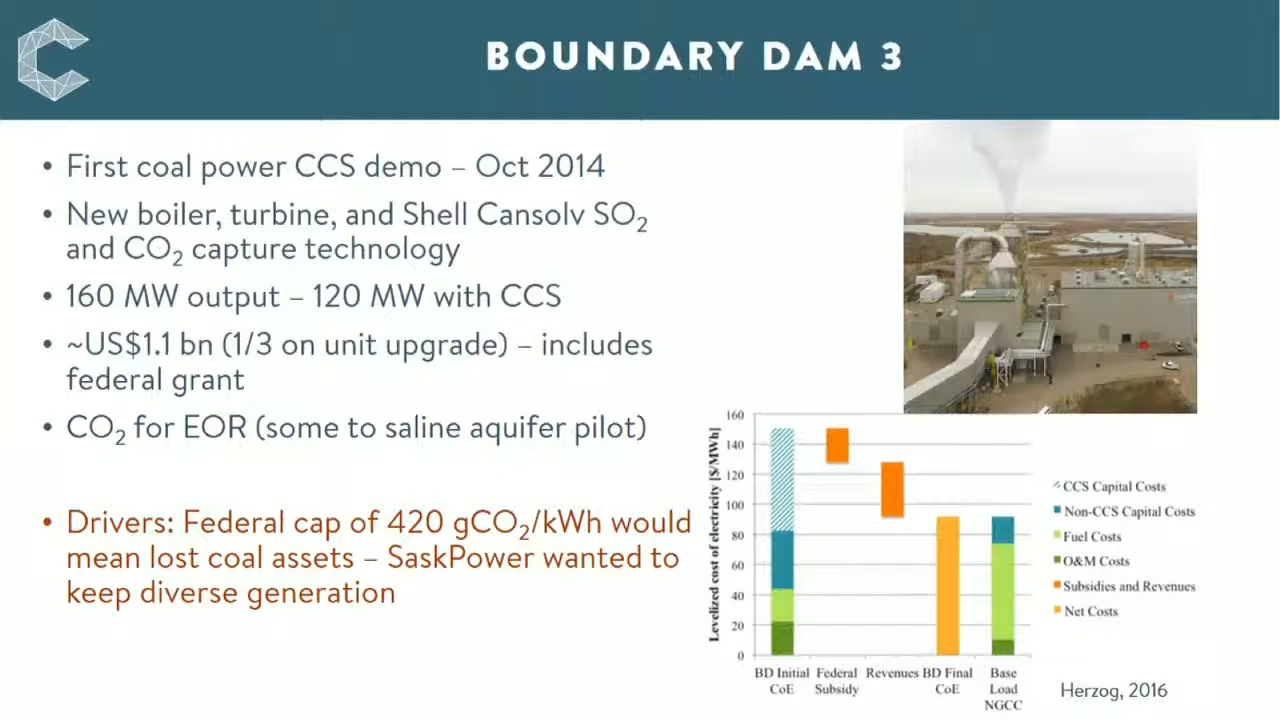 BOUNDARY DAM 3
• First coal power CCS demo – Oct 2014
• New boiler, turbine, and Shell Cansolv SO₂
and CO₂ capture technology
• 160 MW output – 120 MW with CCS
• ~US$1.1 bn (1/3 on unit upgrade) – includes
federal grant
• CO₂ for EOR (some to saline aquifer pilot)
• Drivers: Federal cap of 420 gCO₂/kWh would
mean lost coal assets – SaskPower wanted to
keep diverse generation
Levelized cost of electricity [$/MWh]
160
140
120
100
80
60
40
20
0
BD Initial
CoE
Federal
Subsidy
Revenues
BD Final
CoE
Base
Load
NGCC
CCS Capital Costs
Non-CCS Capital Costs
Fuel Costs
O&M Costs
Subsidies and Revenues
Net Costs
Herzog, 2016